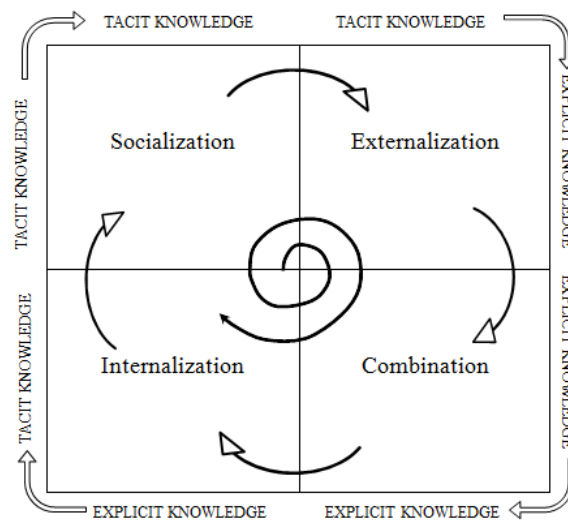 TACIT KNOWLEDGE
TACIT KNOWLEDGE
TACIT KNOWLEDGE
Socialization
Externalization
EXPLICIT KNOWLEDGE
TACIT KNOWLEDGE
Internalization
Combination
EXPLICIT KNOWLEDGE
EXPLICIT KNOWLEDGE
EXPLICIT KNOWLEDGE